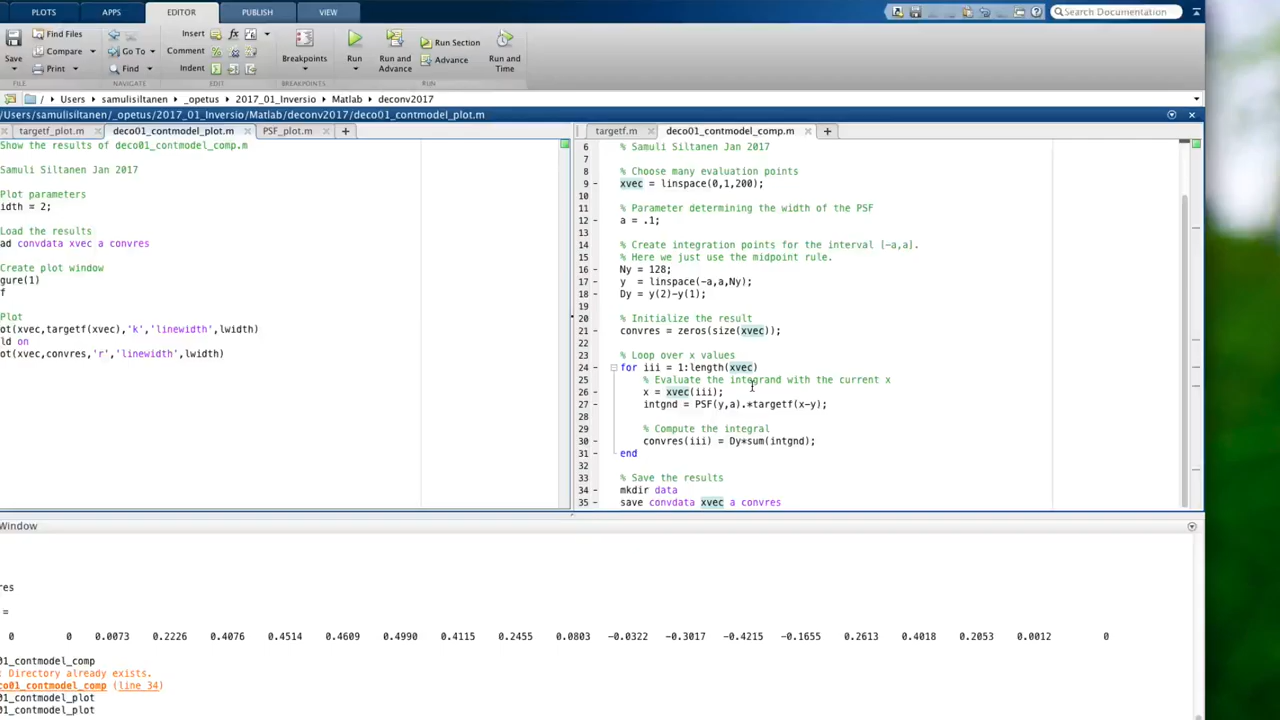 PLOTS APPS EDITOR PUBLISH VIEW
Search Documentation
Find Files Insert fx
Save Compare Go To Comment Breakpoints Run Run and Advance Run Section Advance Run and Time
Print Find Indent
FILE NAVIGATE EDIT BREAKPOINTS RUN
/ Users samulisiltanen _opetus 2017_01_Inversio Matlab deconv2017
/Users/samulisiltanen/_opetus/2017_01_Inversio/Matlab/deconv2017/deco01_contmodel_plot.m
targetf_plot.m deco01_contmodel_plot.m PSF_plot.m
Show the results of deco01_contmodel_comp.m
Samuli Siltanen Jan 2017
Plot parameters
idth = 2;
Load the results
ad convdata xvec a convres
Create plot window
gure(1)
f
Plot
ot(xvec,targetf(xvec),'k','linewidth',lwidth)
ld on
ot(xvec,convres,'r','linewidth',lwidth)
targetf.m deco01_contmodel_comp.m
6 % Samuli Siltanen Jan 2017
7
8 % Choose many evaluation points
9 xvec = linspace(0,1,200);
10
11 % Parameter determining the width of the PSF
12 a = .1;
13
14 % Create integration points for the interval [-a,a].
15 % Here we just use the midpoint rule.
16 Ny = 128;
17 y = linspace(-a,a,Ny);
18 Dy = y(2)-y(1);
19
20 % Initialize the result
21 convres = zeros(size(xvec));
22
23 % Loop over x values
24 for iii = 1:length(xvec)
25 % Evaluate the integrand with the current x
26 x = xvec(iii);
27 intgnd = PSF(y,a).*targetf(x-y);
28
29 % Compute the integral
30 convres(iii) = Dy*sum(intgnd);
31 end
32
33 % Save the results
34 mkdir data
35 save convdata xvec a convres
Window
res
=
0 0 0.0073 0.2226 0.4076 0.4514 0.4609 0.4990 0.4115 0.2455 0.0803 -0.0322 -0.3017 -0.4215 -0.1655 0.2613 0.4018 0.2053 0.0012 0
01_contmodel_comp
: Directory already exists.
co01_contmodel_comp (line 34)
01_contmodel_plot
01_contmodel_plot